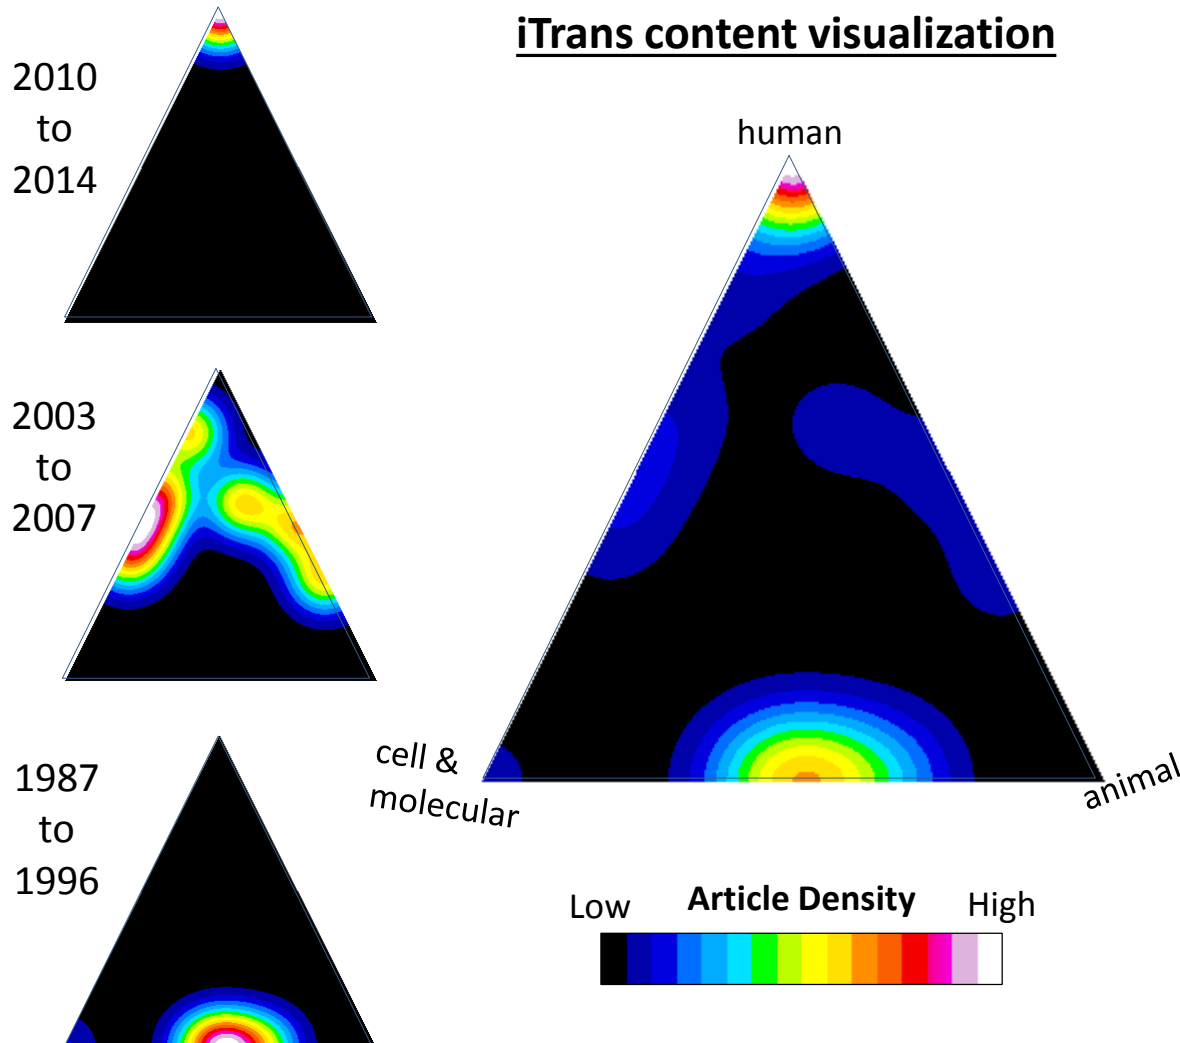 iTrans content visualization
2010
to
2014
human
2003
to
2007
cell &
molecular
animal
1987
to
1996
Low Article Density High